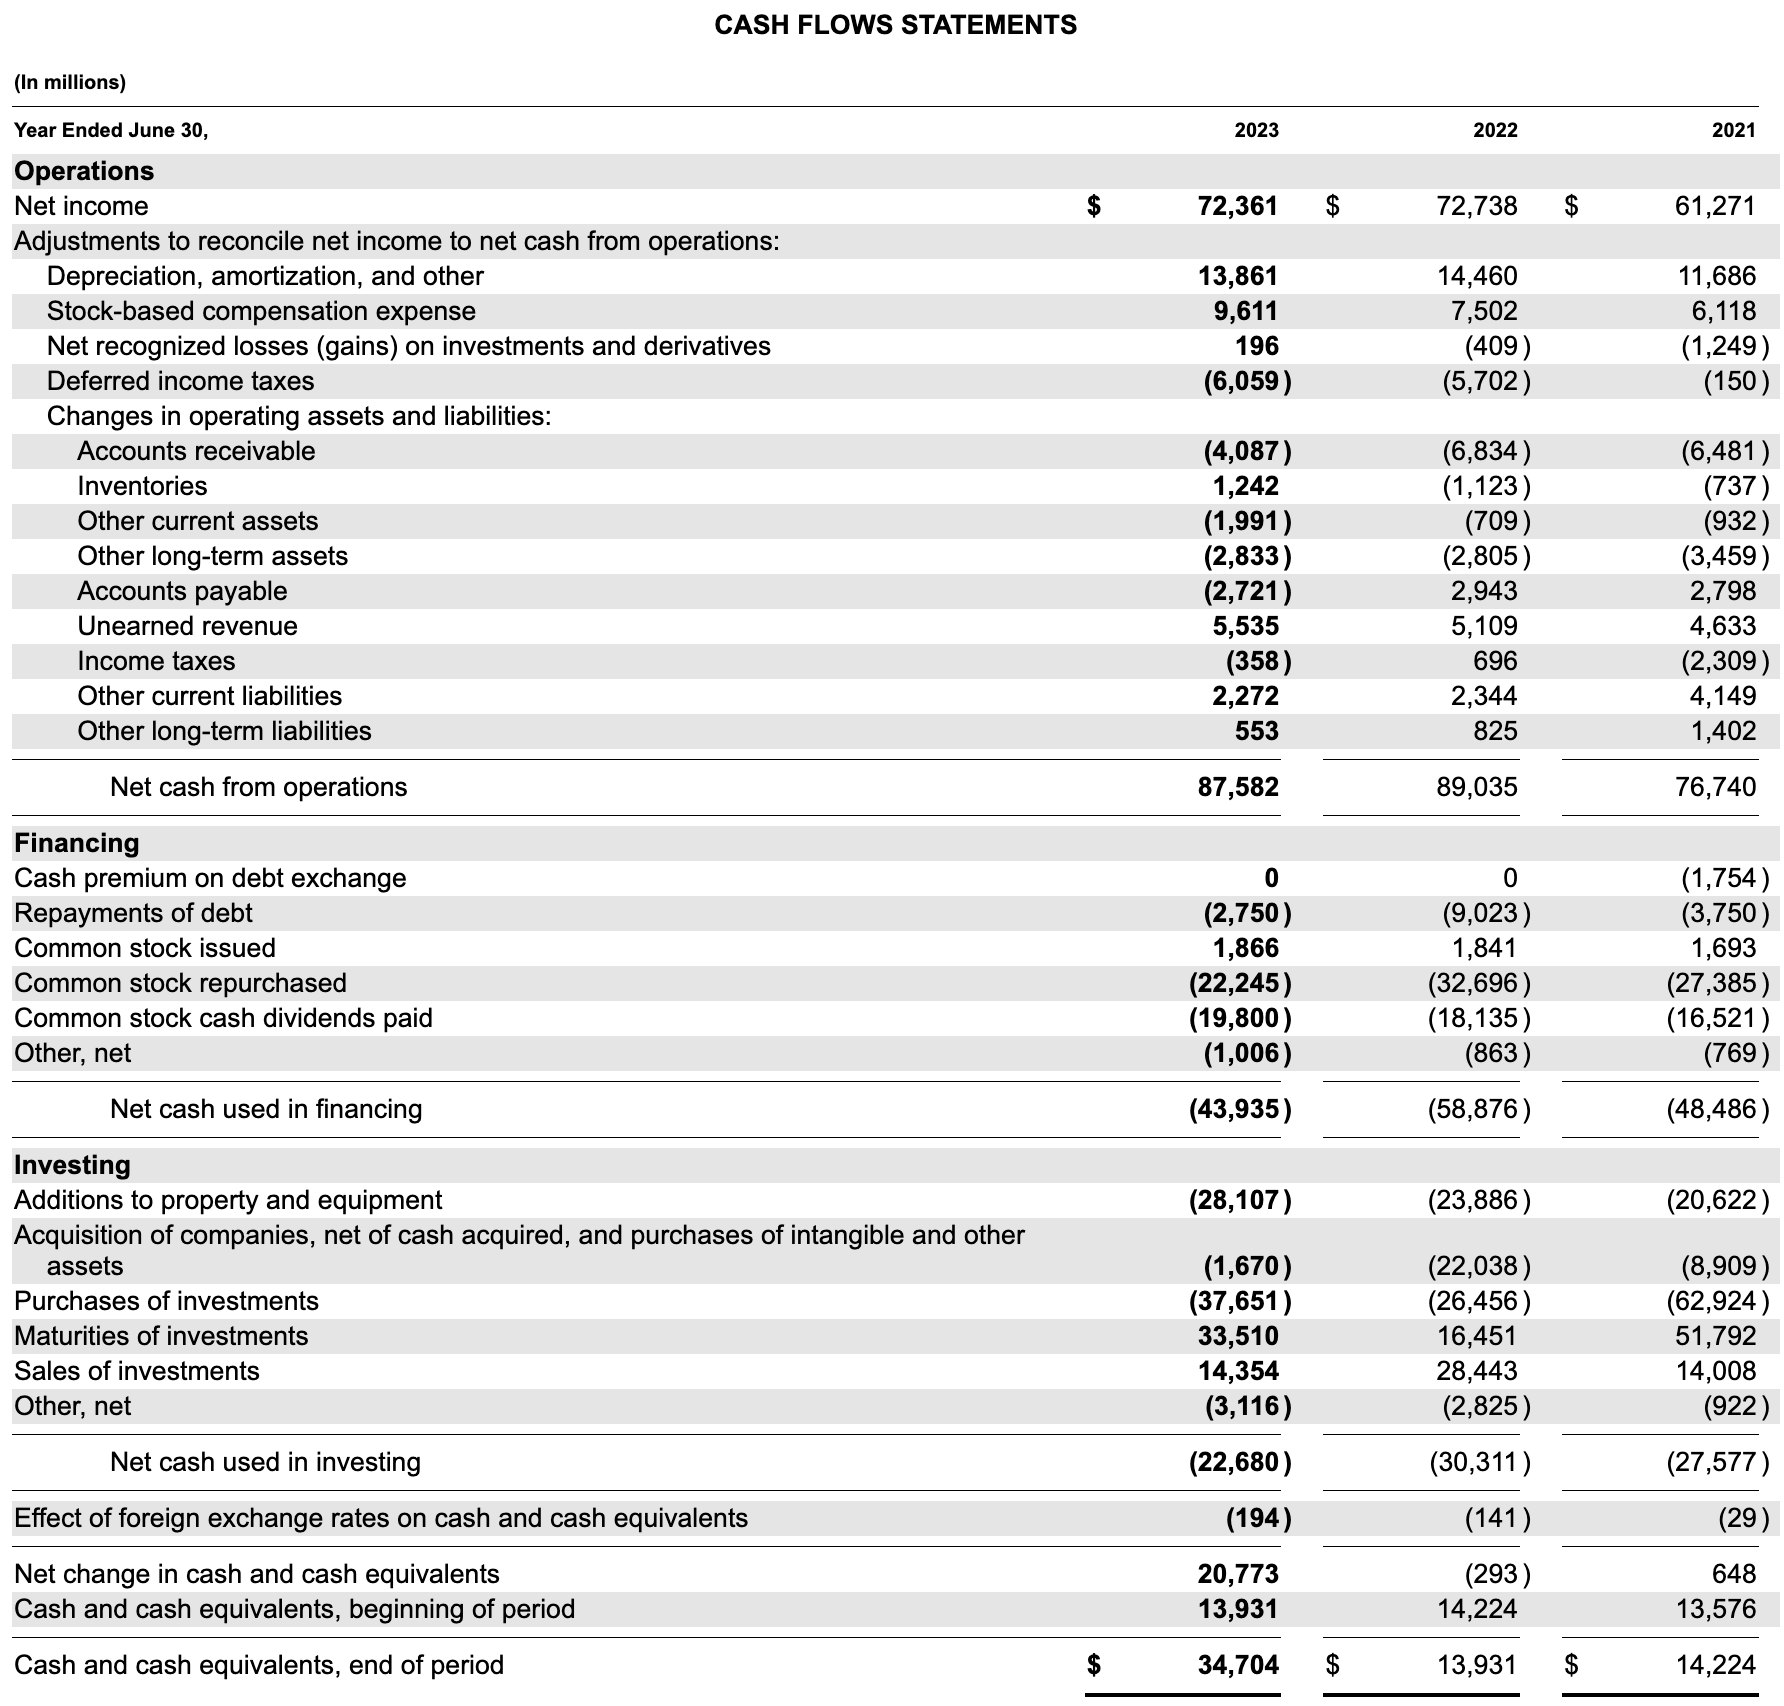 CASH FLOWS STATEMENTS
(In millions)
Year Ended June 30, 2023 2022 2021
Operations
Net income $ 72,361 $ 72,738 $ 61,271
Adjustments to reconcile net income to net cash from operations:
Depreciation, amortization, and other 13,861 14,460 11,686
Stock-based compensation expense 9,611 7,502 6,118
Net recognized losses (gains) on investments and derivatives 196 (409) (1,249)
Deferred income taxes (6,059) (5,702) (150)
Changes in operating assets and liabilities:
Accounts receivable (4,087) (6,834) (6,481)
Inventories 1,242 (1,123) (737)
Other current assets (1,991) (709) (932)
Other long-term assets (2,833) (2,805) (3,459)
Accounts payable (2,721) 2,943 2,798
Unearned revenue 5,535 5,109 4,633
Income taxes (358) 696 (2,309)
Other current liabilities 2,272 2,344 4,149
Other long-term liabilities 553 825 1,402
Net cash from operations 87,582 89,035 76,740
Financing
Cash premium on debt exchange 0 0 (1,754)
Repayments of debt (2,750) (9,023) (3,750)
Common stock issued 1,866 1,841 1,693
Common stock repurchased (22,245) (32,696) (27,385)
Common stock cash dividends paid (19,800) (18,135) (16,521)
Other, net (1,006) (863) (769)
Net cash used in financing (43,935) (58,876) (48,486)
Investing
Additions to property and equipment (28,107) (23,886) (20,622)
Acquisition of companies, net of cash acquired, and purchases of intangible and other
assets (1,670) (22,038) (8,909)
Purchases of investments (37,651) (26,456) (62,924)
Maturities of investments 33,510 16,451 51,792
Sales of investments 14,354 28,443 14,008
Other, net (3,116) (2,825) (922)
Net cash used in investing (22,680) (30,311) (27,577)
Effect of foreign exchange rates on cash and cash equivalents (194) (141) (29)
Net change in cash and cash equivalents 20,773 (293) 648
Cash and cash equivalents, beginning of period 13,931 14,224 13,576
Cash and cash equivalents, end of period $ 34,704 $ 13,931 $ 14,224